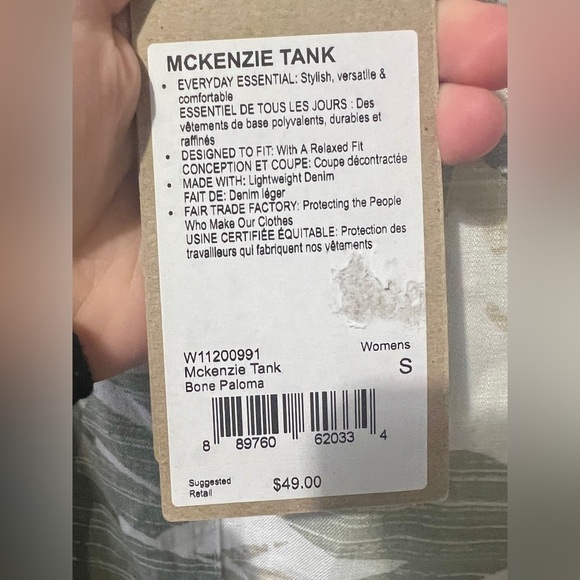 MCKENZIE TANK
• EVERYDAY ESSENTIAL: Stylish, versatile &
comfortable
ESSENTIEL DE TOUS LES JOURS : Des
vêtements de base polyvalents, durables et
raffinés
• DESIGNED TO FIT: With A Relaxed Fit
CONCEPTION ET COUPE: Coupe décontractée
• MADE WITH: Lightweight Denim
FAIT DE: Denim léger
• FAIR TRADE FACTORY: Protecting the People
Who Make Our Clothes
USINE CERTIFIÉE ÉQUITABLE: Protection des
travailleurs qui fabriquent nos vêtements
W11200991
Mckenzie Tank
Bone Paloma
Womens
S
8 89760 62033 4
Suggested
Retail
$49.00